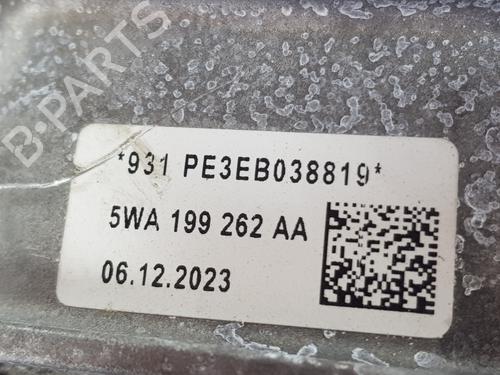 B-PARTS
*931 PE3EB038819*
5WA 199 262 AA
06.12.2023